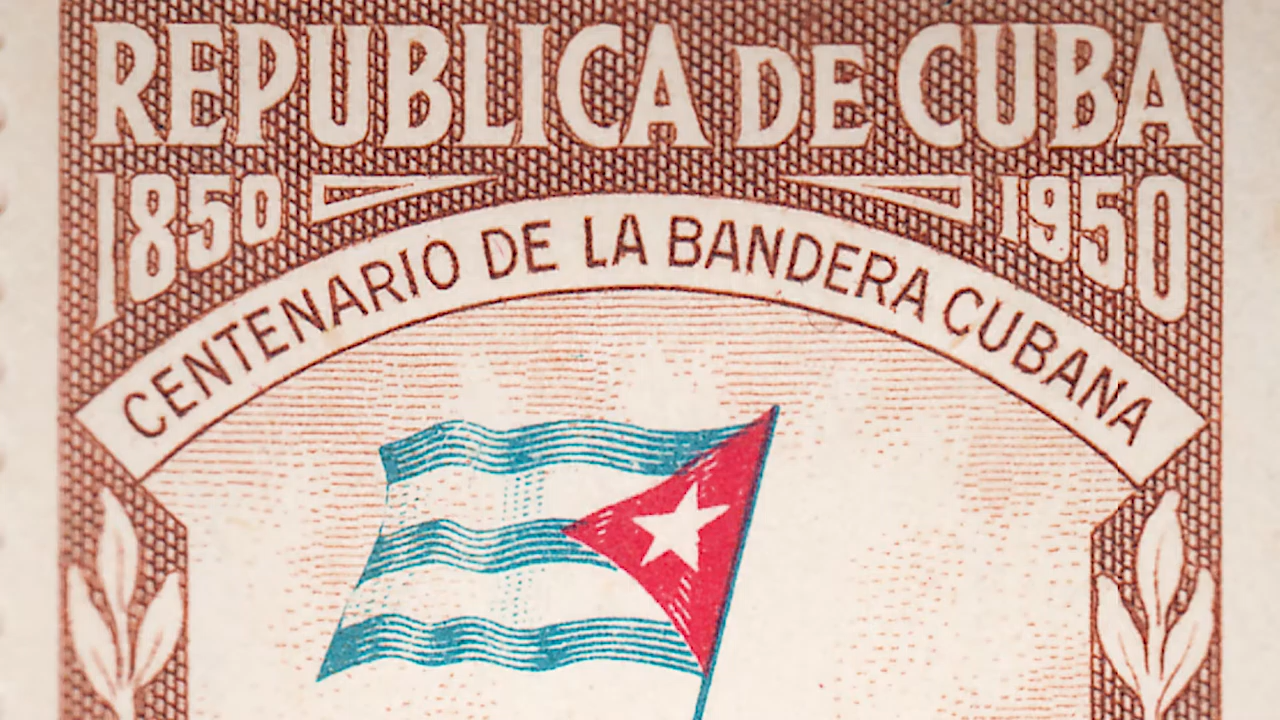 REPUBLICA DE CUBA
1850 1950
CENTENARIO DE LA BANDERA CUBANA